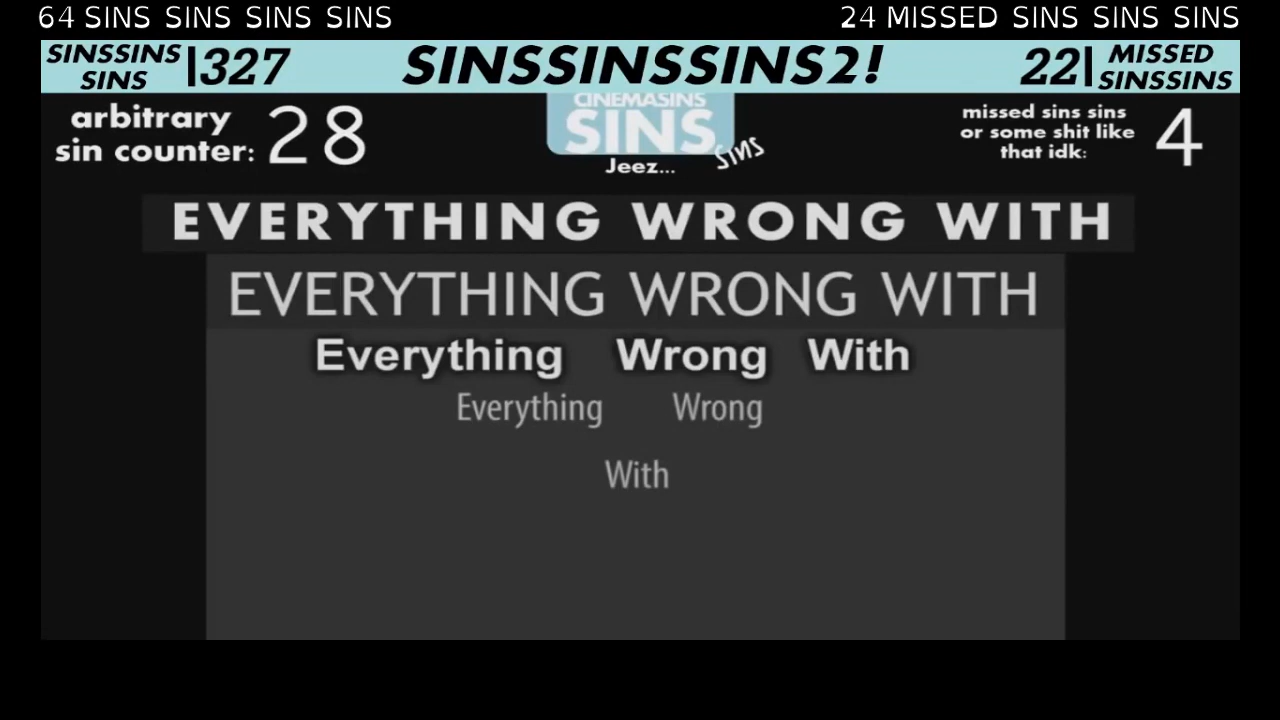 64 SINS SINS SINS SINS
24 MISSED SINS SINS SINS
SINSSINS
SINS
|327
SINSSINSSINS2!
22|
MISSED
SINSSINS
arbitrary
sin counter:
28
CINEMASINS
SINS
sins
Jeez...
missed sins sins
or some shit like
that idk:
4
EVERYTHING WRONG WITH
EVERYTHING WRONG WITH
Everything Wrong With
Everything Wrong
With